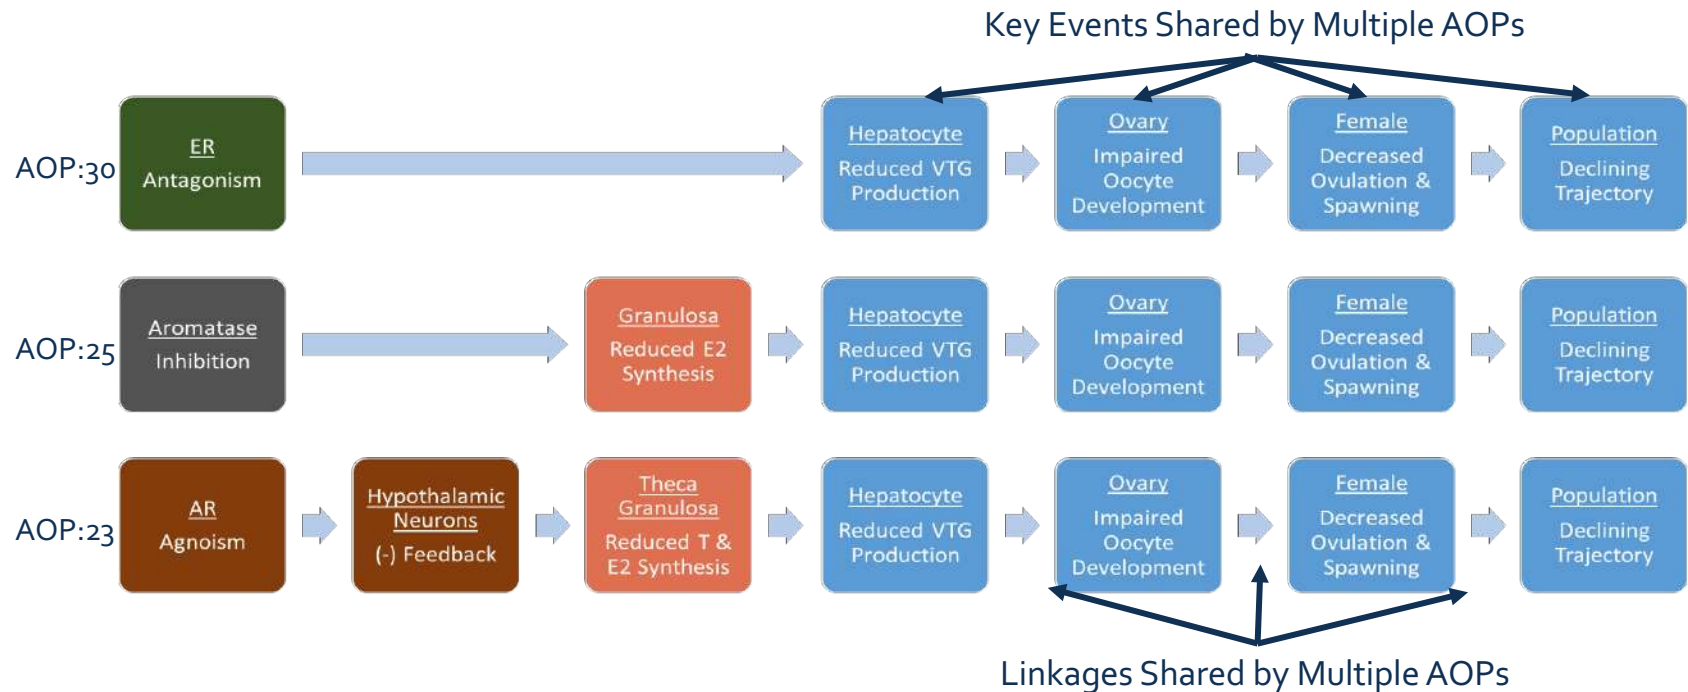 Key Events Shared by Multiple AOPs
AOP:30
ER
Antagonism
Hepatocyte
Reduced VTG
Production
Ovary
Impaired
Oocyte
Development
Female
Decreased
Ovulation &
Spawning
Population
Declining
Trajectory
AOP:25
Aromatase
Inhibition
Granulosa
Reduced E2
Synthesis
Hepatocyte
Reduced VTG
Production
Ovary
Impaired
Oocyte
Development
Female
Decreased
Ovulation &
Spawning
Population
Declining
Trajectory
AOP:23
AR
Agnoism
Hypothalamic
Neurons
(-) Feedback
Theca
Granulosa
Reduced T &
E2 Synthesis
Hepatocyte
Reduced VTG
Production
Ovary
Impaired
Oocyte
Development
Female
Decreased
Ovulation &
Spawning
Population
Declining
Trajectory
Linkages Shared by Multiple AOPs